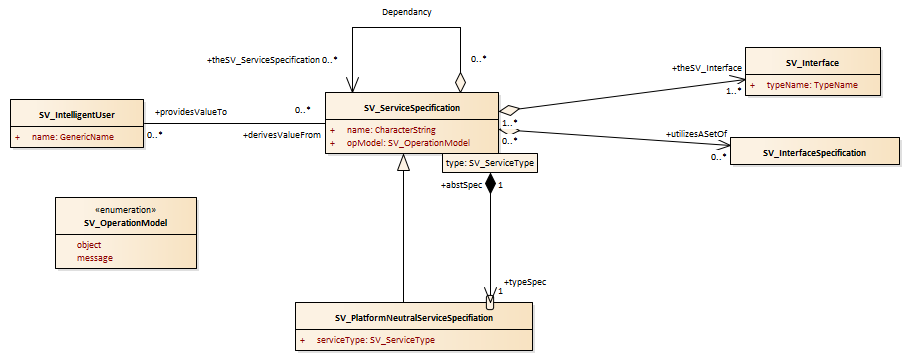 Dependancy
+theSV_ServiceSpecification 0..*
0..*
SV_IntelligentUser
+ name: GenericName
+providesValueTo
0..*
0..*
+derivesValueFrom
SV_ServiceSpecification
+ name: CharacterString
+ opModel: SV_OperationModel
type: SV_ServiceType
+theSV_Interface
1..*
1..*
SV_Interface
+ typeName: TypeName
0..*
+utilizesASetOf
0..*
SV_InterfaceSpecification
«enumeration»
SV_OperationModel
object
message
+abstSpec 1
+typeSpec
1
SV_PlatformNeutralServiceSpecifiation
+ serviceType: SV_ServiceType